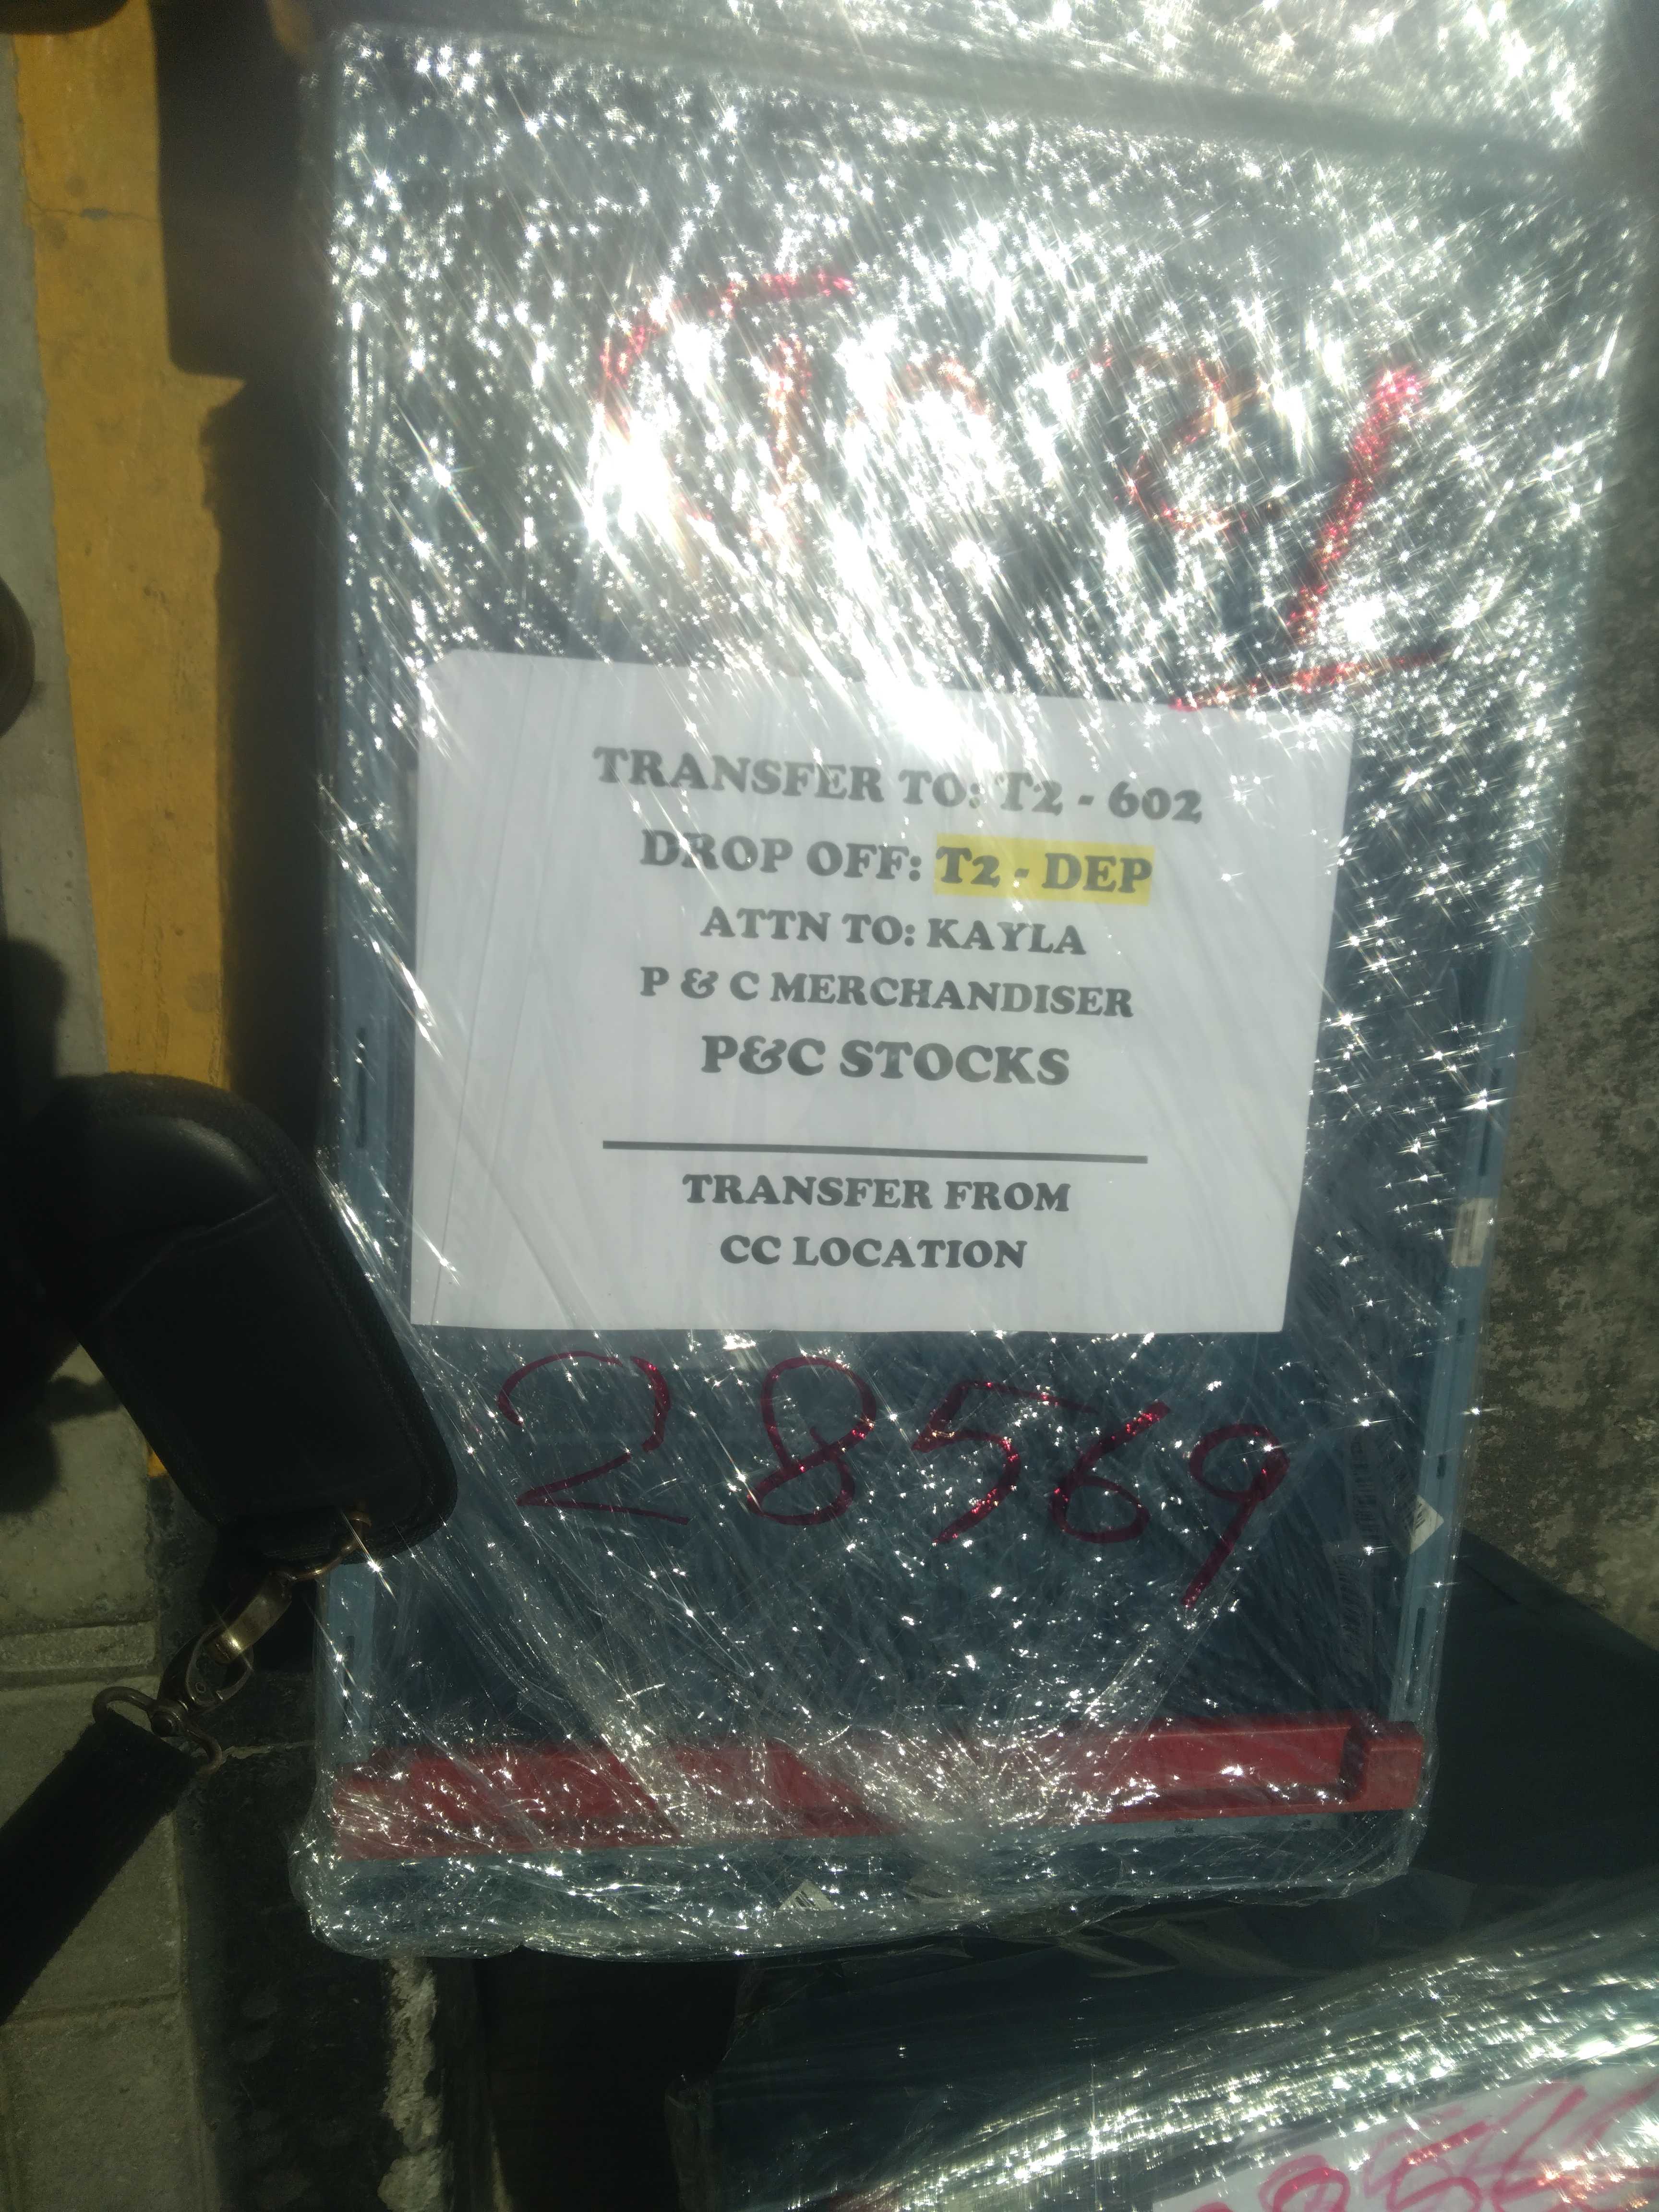 TRANSFER TO: T2 - 602
DROP OFF: T2 - DEP
ATTN TO: KAYLA
P & C MERCHANDISER
P&C STOCKS
TRANSFER FROM
CC LOCATION
28569